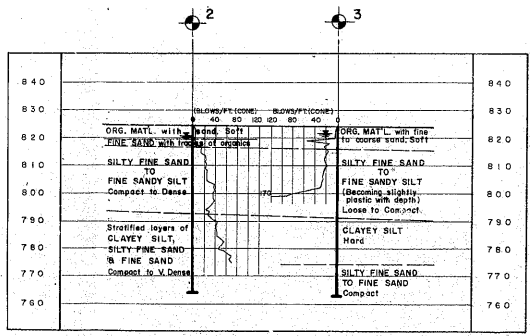 2
3
840
840
830
(BLOWS/FT. (CONE)
BLOWS/FT. (CONE)
830
0 40 80 120
120 80 40 0
820
ORG. MAT'L. with sand, Soft
ORG. MAT'L. with fine
to coarse sand, Soft
820
FINE SAND with traces of organics
810
SILTY FINE SAND
TO
FINE SANDY SILT
Compact to Dense
SILTY FINE SAND
TO
FINE SANDY SILT
(Becoming slightly
plastic with depth)
Loose to Compact
810
800
170
800
790
Stratified layers of
CLAYEY SILT,
SILTY FINE SAND
& FINE SAND
Compact to V. Dense
CLAYEY SILT
Hard
790
780
780
770
SILTY FINE SAND
TO FINE SAND
Compact
770
760
760